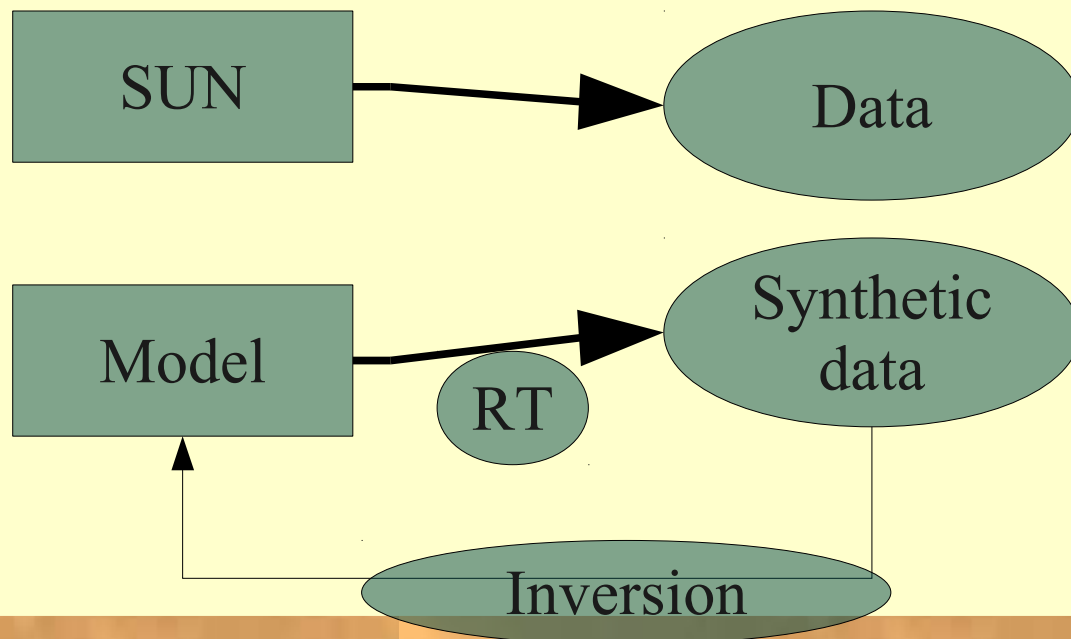 SUN
Data
Model
RT
Synthetic
data
Inversion